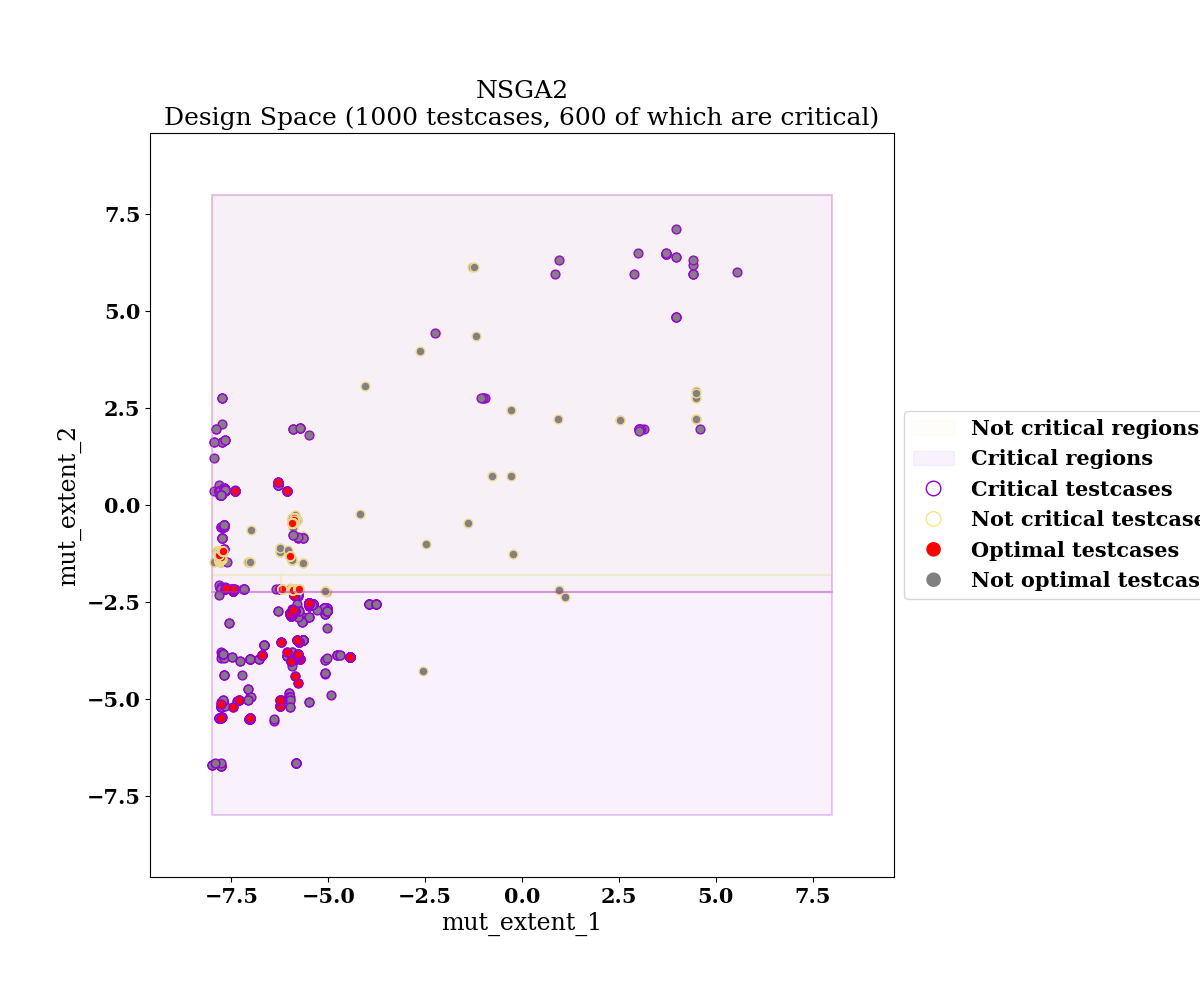 NSGA2
Design Space (1000 testcases, 600 of which are critical)
7.5
5.0
2.5
0.0
−2.5
−5.0
−7.5
mut_extent_2
−7.5
−5.0
−2.5
0.0
2.5
5.0
7.5
mut_extent_1
Not critical regions
Critical regions
Critical testcases
Not critical testcase
Optimal testcases
Not optimal testcas